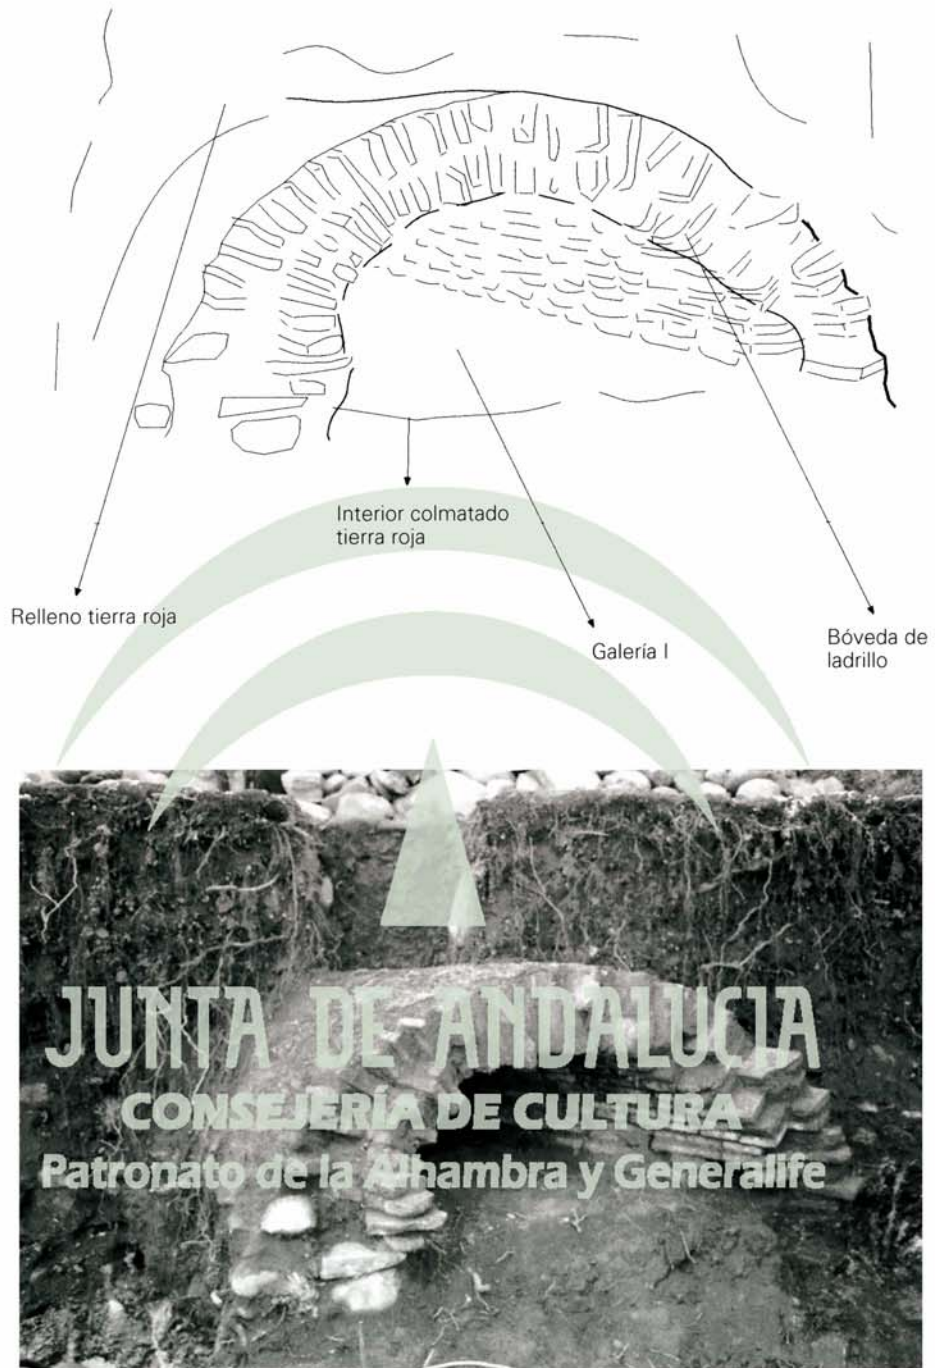 Interior colmatado
tierra roja
Relleno tierra roja
Galería I
Bóveda de
ladrillo
JUNTA DE ANDALUCIA
CONSEJERÍA DE CULTURA
Patronato de la Alhambra y Generalife